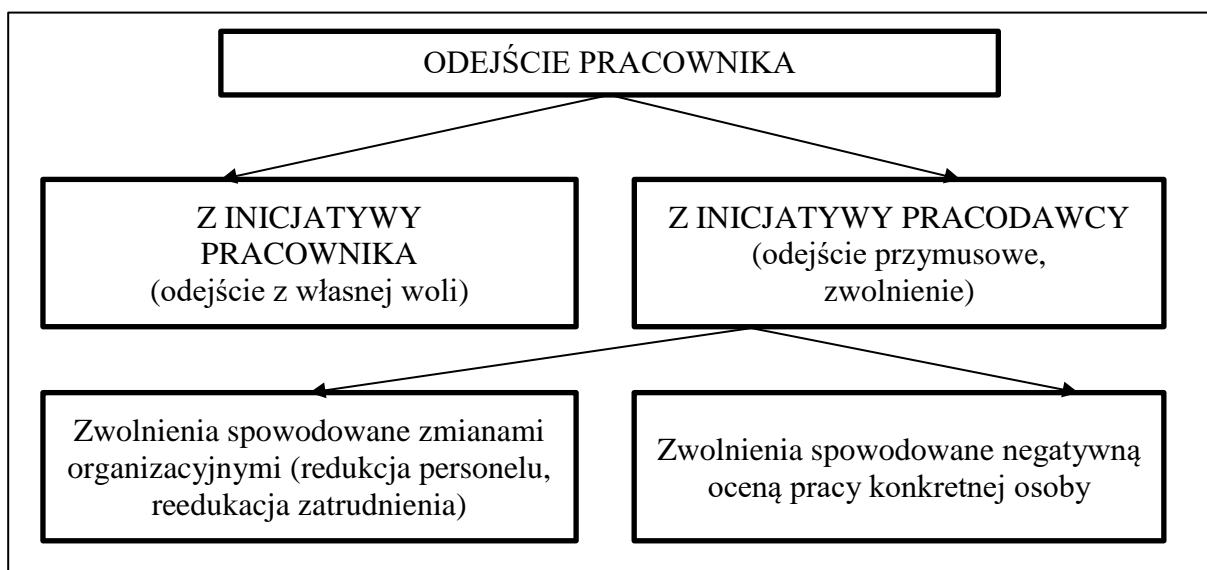 ODEJŚCIE PRACOWNIKA
Z INICJATYWY
PRACOWNIKA
(odejście z własnej woli)
Z INICJATYWY PRACODAWCY
(odejście przymusowe,
zwolnienie)
Zwolnienia spowodowane zmianami
organizacyjnymi (redukcja personelu,
reedukacja zatrudnienia)
Zwolnienia spowodowane negatywną
oceną pracy konkretnej osoby